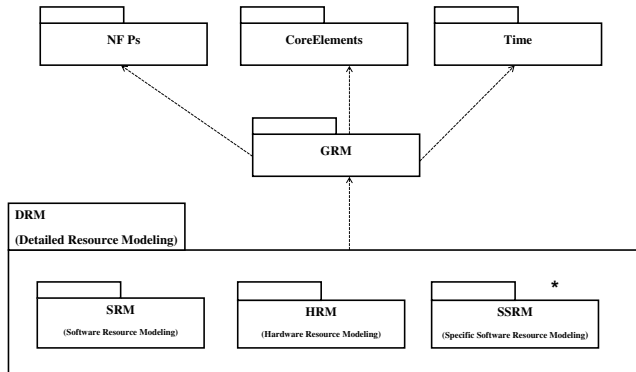 NF Ps
CoreElements
Time
GRM
DRM
(Detailed Resource Modeling)
*
SRM
(Software Resource Modeling)
HRM
(Hardware Resource Modeling)
SSRM
(Specific Software Resource Modeling)